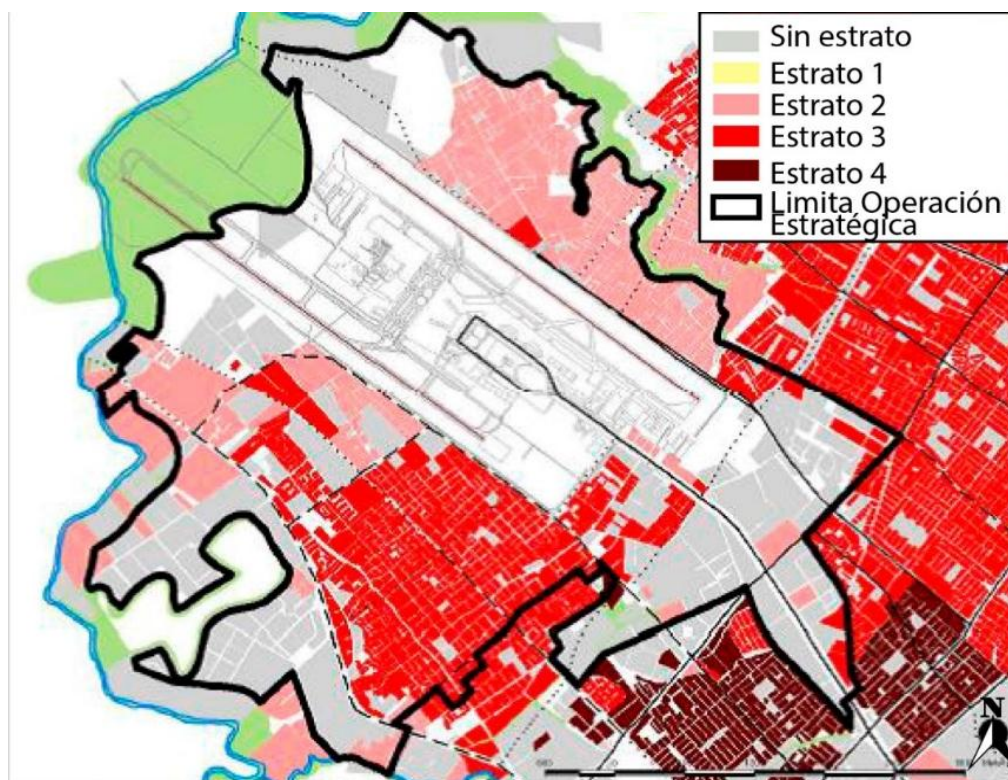 Sin estrato
Estrato 1
Estrato 2
Estrato 3
Estrato 4
Limita Operación
Estratégica
N